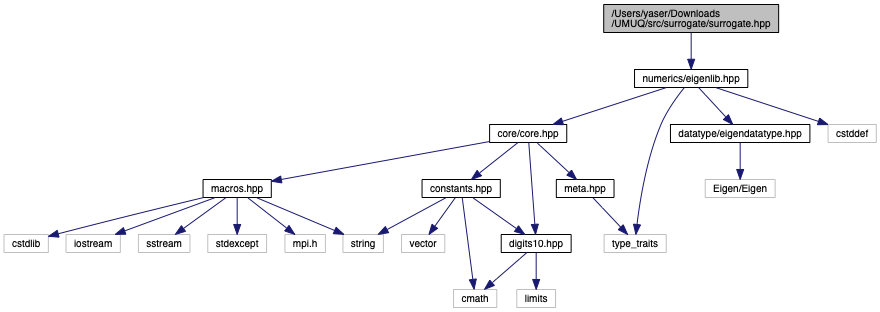 /Users/yaser/Downloads
/UMUQ/src/surrogate/surrogate.hpp
numerics/eigenlib.hpp
core/core.hpp
datatype/eigendatatype.hpp
cstddef
macros.hpp
constants.hpp
meta.hpp
Eigen/Eigen
cstdlib
iostream
sstream
stdexcept
mpi.h
string
vector
digits10.hpp
type_traits
cmath
limits